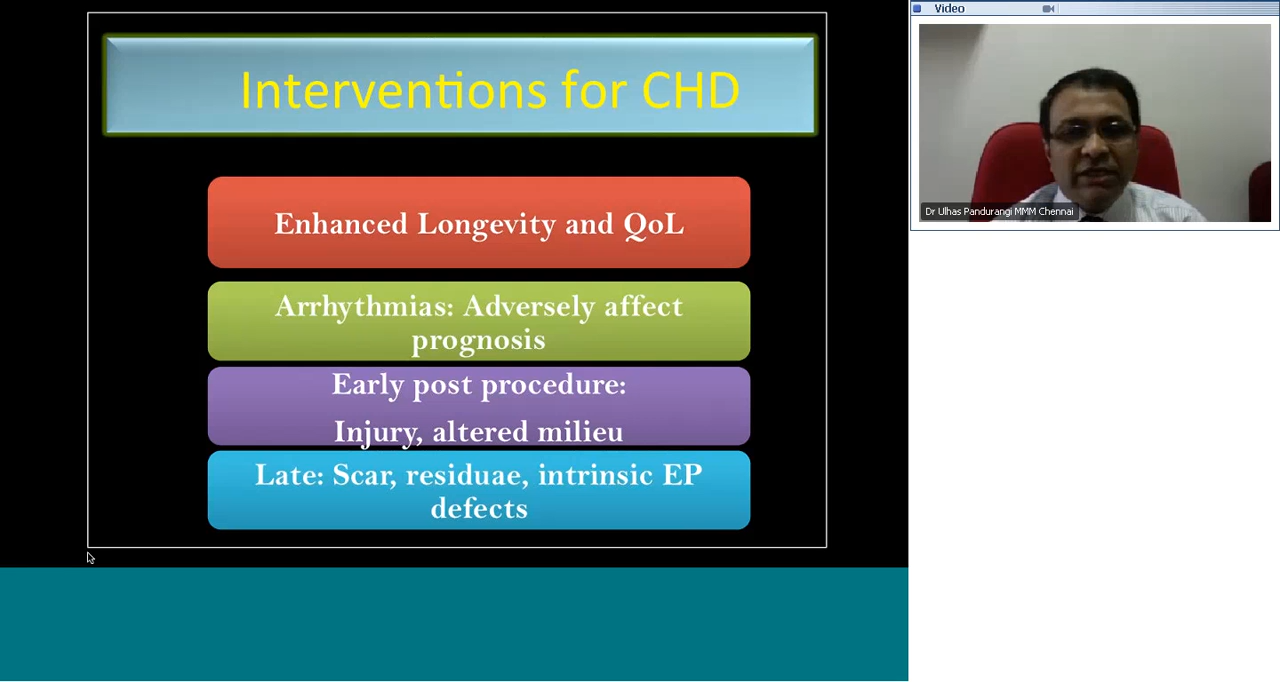 Interventions for CHD
Enhanced Longevity and QoL
Arrhythmias: Adversely affect
prognosis
Early post procedure:
Injury, altered milieu
Late: Scar, residuae, intrinsic EP
defects
Video
Dr Ulhas Pandurangi MMM Chennai